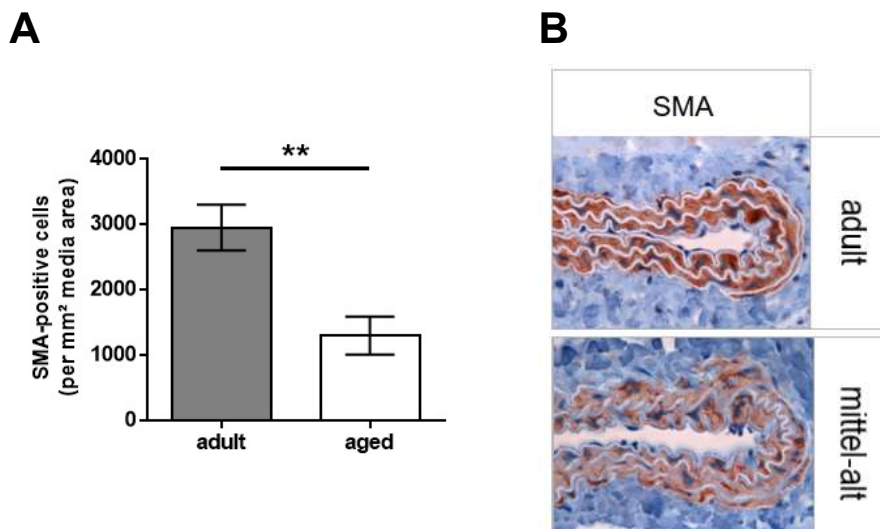 A
SMA-positive cells
(per mm² media area)
4000
3000
2000
1000
0
**
adult
aged
B
SMA
adult
mittel-alt